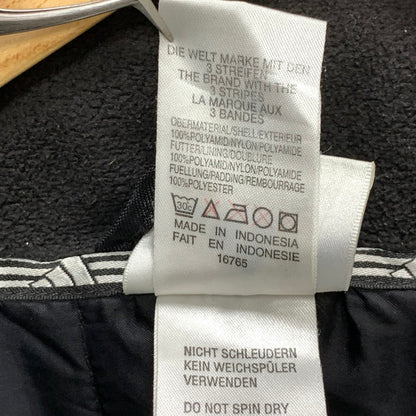 DIE WELT MARKE MIT DEN
3 STREIFEN
THE BRAND WITH THE
3 STRIPES
LA MARQUE AUX
3 BANDES
OBERMATERIAL/SHELL/EXTERIEUR
100%POLYAMID/NYLON/POLYAMIDE
FUTTER/LINING/DOUBLURE
100%POLYAMID/NYLON/POLYAMIDE
FUELLUNG/PADDING/REMBOURRAGE
100%POLYESTER
30c
MADE IN INDONESIA
FAIT EN INDONESIE
16765
NICHT SCHLEUDERN
KEIN WEICHSPÜLER
VERWENDEN
DO NOT SPIN DRY